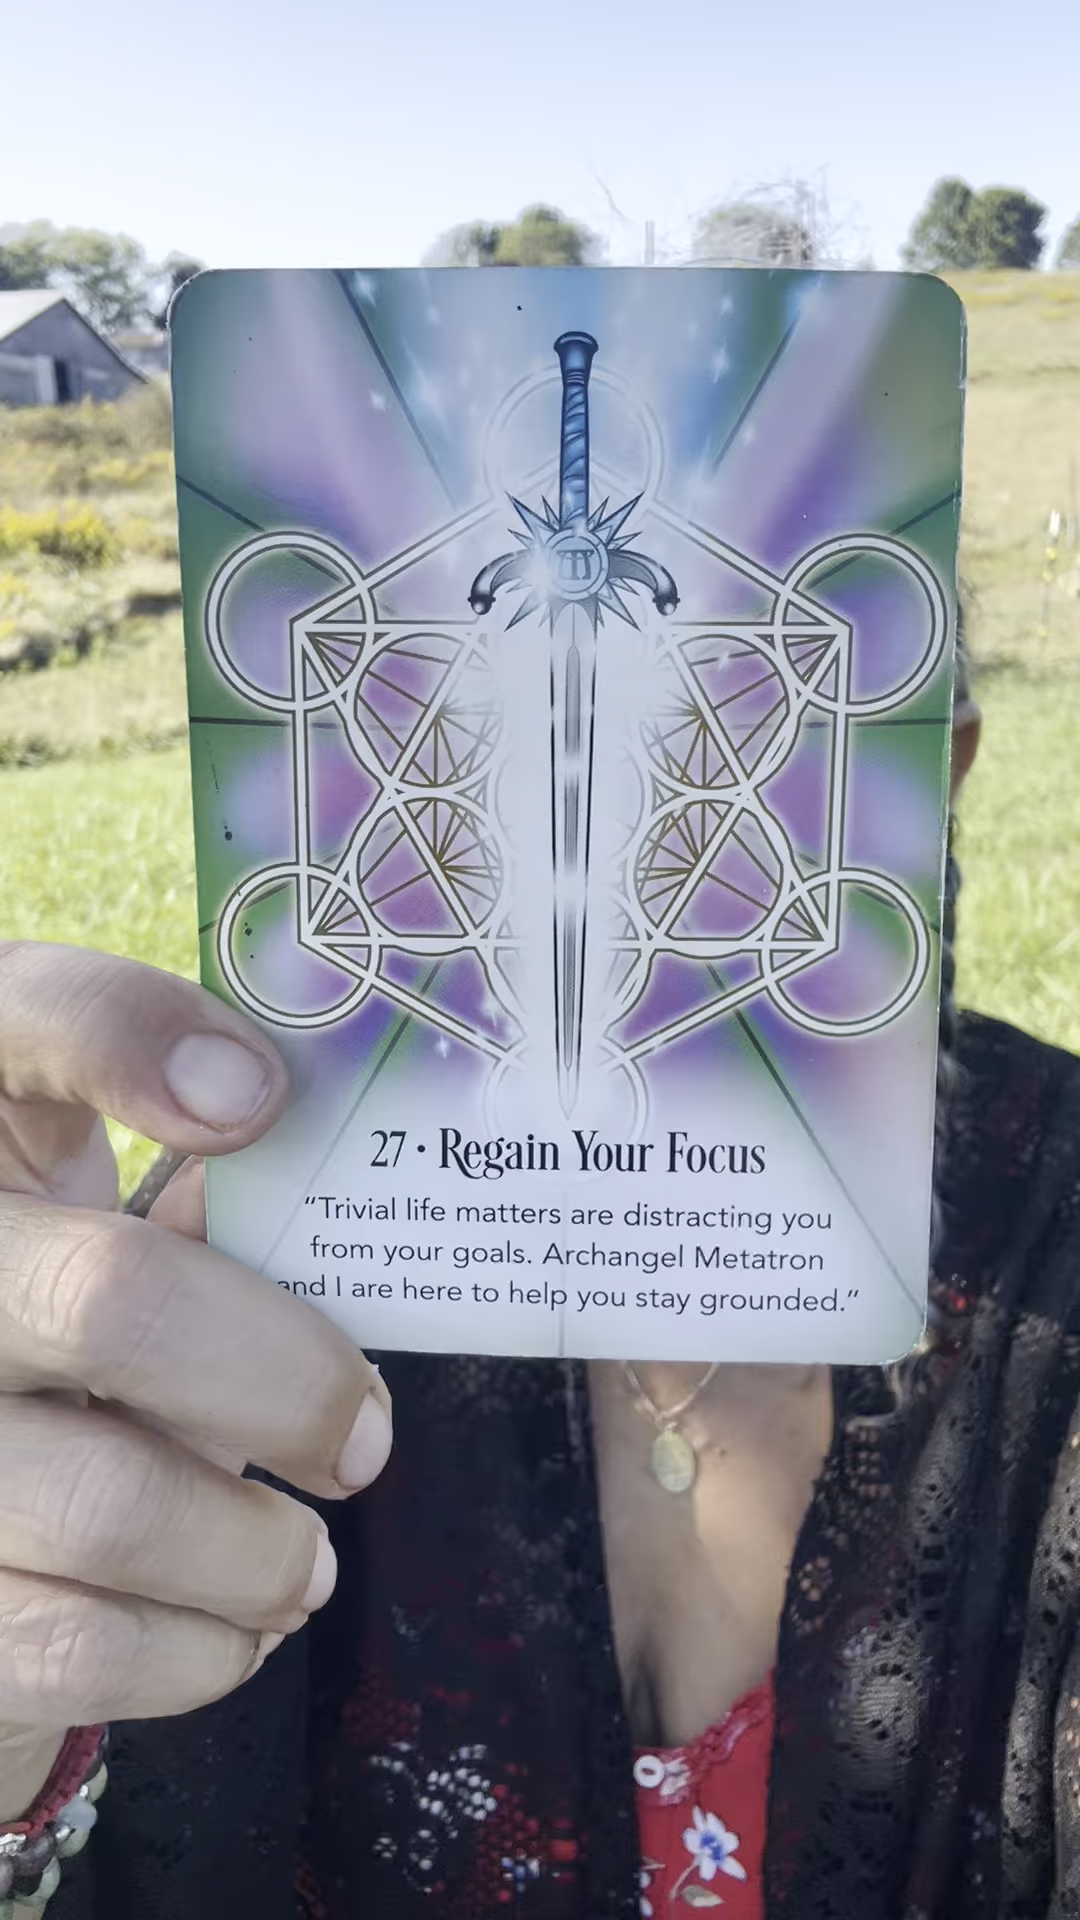 27 · Regain Your Focus
“Trivial life matters are distracting you
from your goals. Archangel Metatron
and I are here to help you stay grounded.”